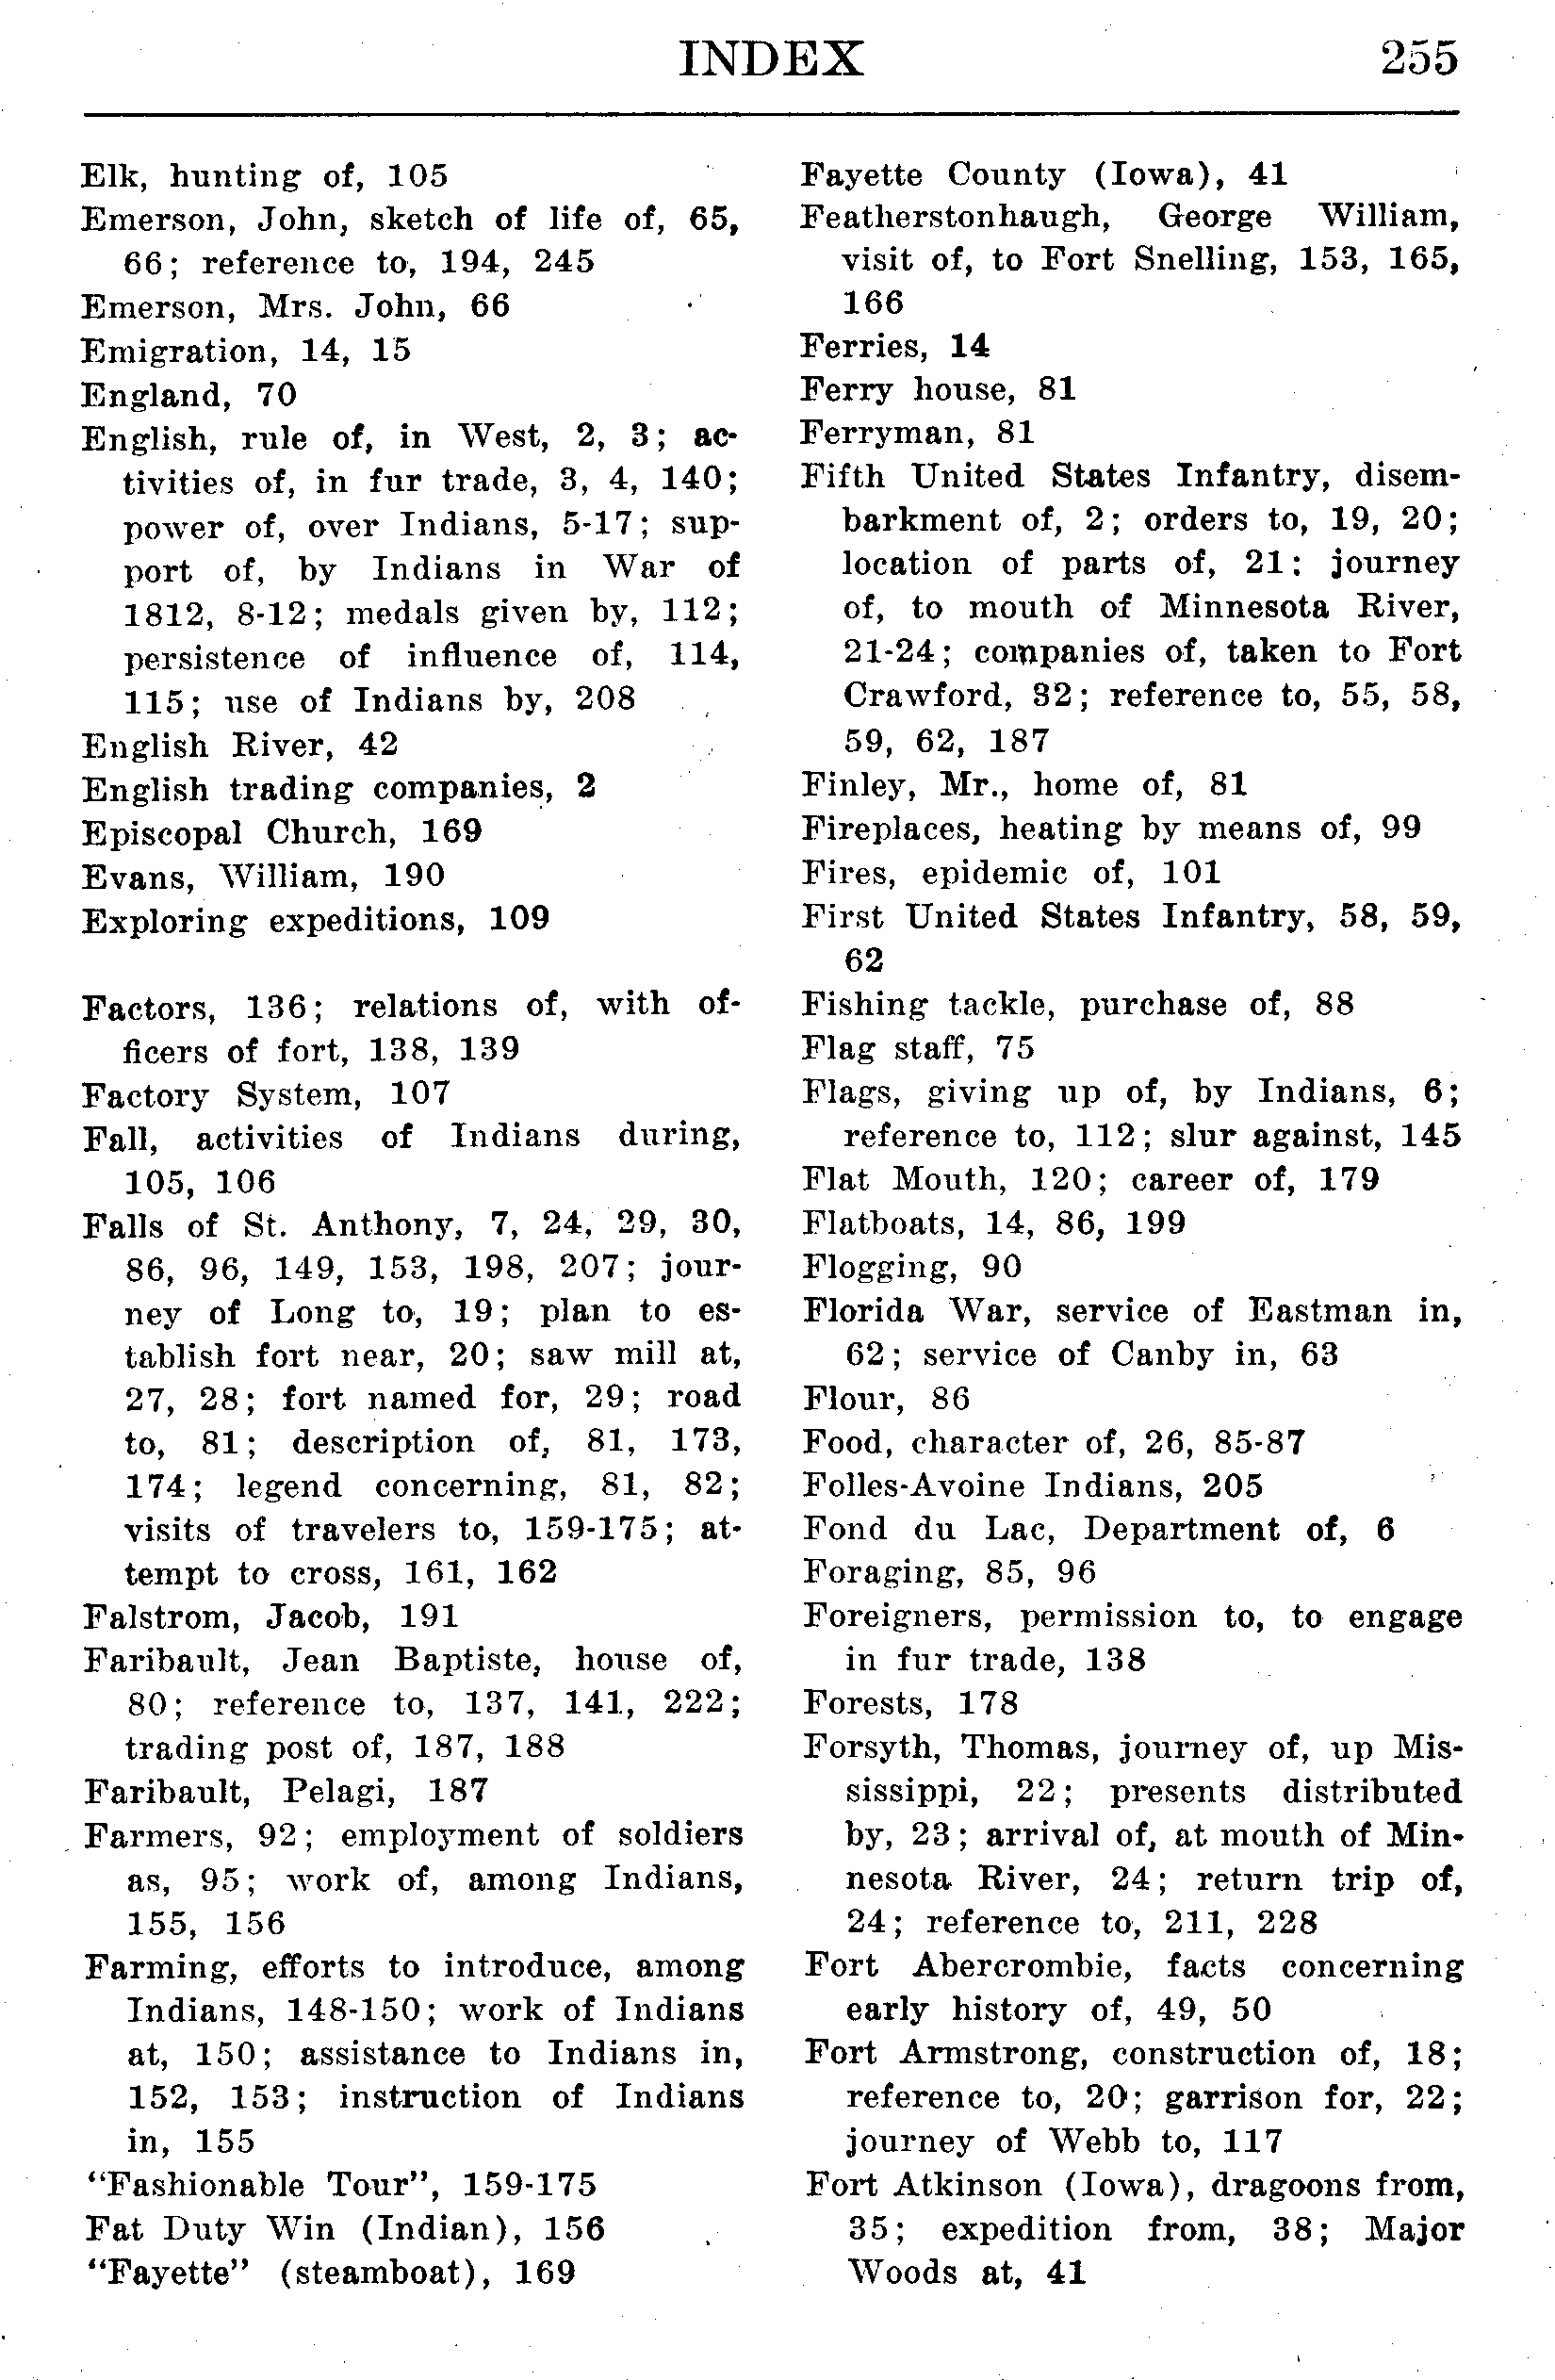 INDEX 255
Elk, hunting of, 105
Emerson, John, sketch of life of, 65,
66; reference to, 194, 245
Emerson, Mrs. John, 66
Emigration, 14, 15
England, 70
English, rule of, in West, 2, 3; ac-
tivities of, in fur trade, 3, 4, 140;
power of, over Indians, 5-17; sup-
port of, by Indians in War of
1812, 8-12; medals given by, 112;
persistence of influence of, 114,
115; use of Indians by, 208
English River, 42
English trading companies, 2
Episcopal Church, 169
Evans, William, 190
Exploring expeditions, 109
Factors, 136; relations of, with of-
ficers of fort, 138, 139
Factory System, 107
Fall, activities of Indians during,
105, 106
Falls of St. Anthony, 7, 24, 29, 30,
86, 96, 149, 153, 198, 207; jour-
ney of Long to, 19; plan to es-
tablish fort near, 20; saw mill at,
27, 28; fort named for, 29; road
to, 81; description of, 81, 173,
174; legend concerning, 81, 82;
visits of travelers to, 159-175; at-
tempt to cross, 161, 162
Falstrom, Jacob, 191
Faribault, Jean Baptiste, house of,
80; reference to, 137, 141, 222;
trading post of, 187, 188
Faribault, Pelagi, 187
Farmers, 92; employment of soldiers
as, 95; work of, among Indians,
155, 156
Farming, efforts to introduce, among
Indians, 148-150; work of Indians
at, 150; assistance to Indians in,
152, 153; instruction of Indians
in, 155
"Fashionable Tour", 159-175
Fat Duty Win (Indian), 156
"Fayette" (steamboat), 169
Fayette County (Iowa), 41
Featherstonhaugh, George William,
visit of, to Fort Snelling, 153, 165,
166
Ferries, 14
Ferry house, 81
Ferryman, 81
Fifth United States Infantry, disem-
barkment of, 2; orders to, 19, 20;
location of parts of, 21; journey
of, to mouth of Minnesota River,
21-24; companies of, taken to Fort
Crawford, 32; reference to, 55, 58,
59, 62, 187
Finley, Mr., home of, 81
Fireplaces, heating by means of, 99
Fires, epidemic of, 101
First United States Infantry, 58, 59,
62
Fishing tackle, purchase of, 88
Flag staff, 75
Flags, giving up of, by Indians, 6;
reference to, 112; slur against, 145
Flat Mouth, 120; career of, 179
Flatboats, 14, 86, 199
Flogging, 90
Florida War, service of Eastman in,
62; service of Canby in, 63
Flour, 86
Food, character of, 26, 85-87
Folles-Avoine Indians, 205
Fond du Lac, Department of, 6
Foraging, 85, 96
Foreigners, permission to, to engage
in fur trade, 138
Forests, 178
Forsyth, Thomas, journey of, up Mis-
sissippi, 22; presents distributed
by, 23; arrival of, at mouth of Min-
nesota River, 24; return trip of,
24; reference to, 211, 228
Fort Abercrombie, facts concerning
early history of, 49, 50
Fort Armstrong, construction of, 18;
reference to, 20; garrison for, 22;
journey of Webb to, 117
Fort Atkinson (Iowa), dragoons from,
35; expedition from, 38; Major
Woods at, 41